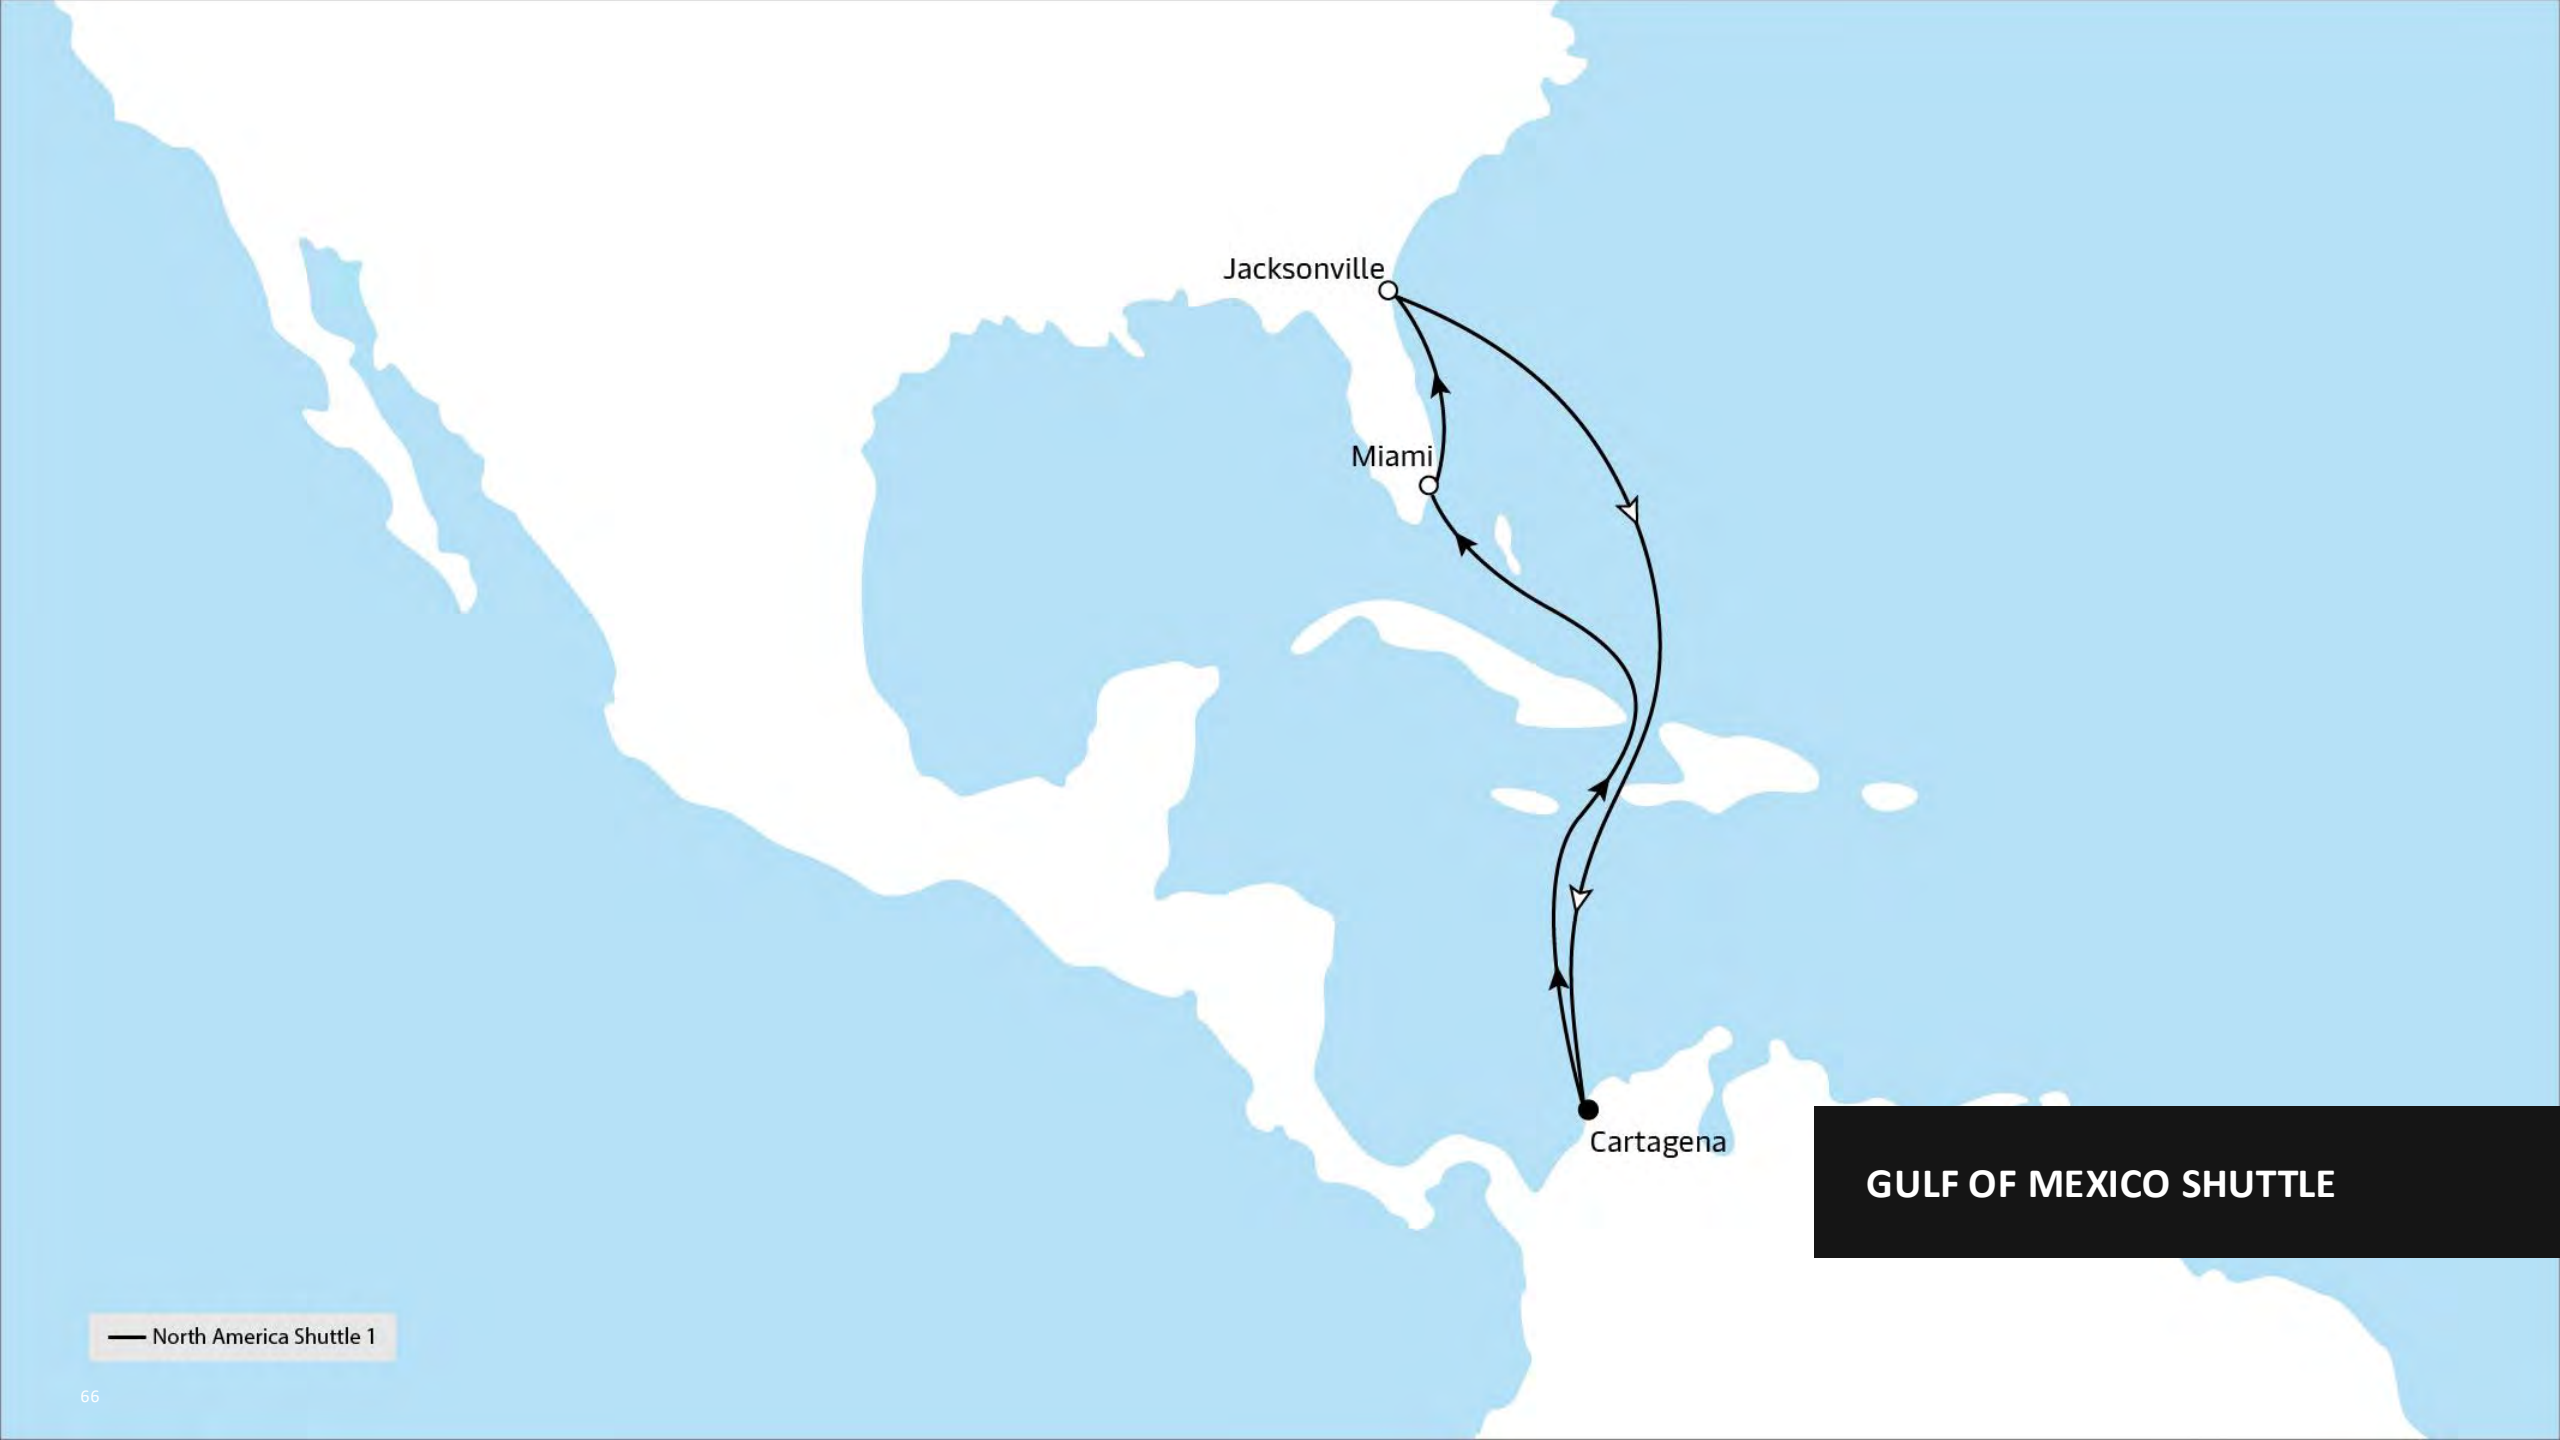 Jacksonville
Miami
Cartagena
GULF OF MEXICO SHUTTLE
North America Shuttle 1
66